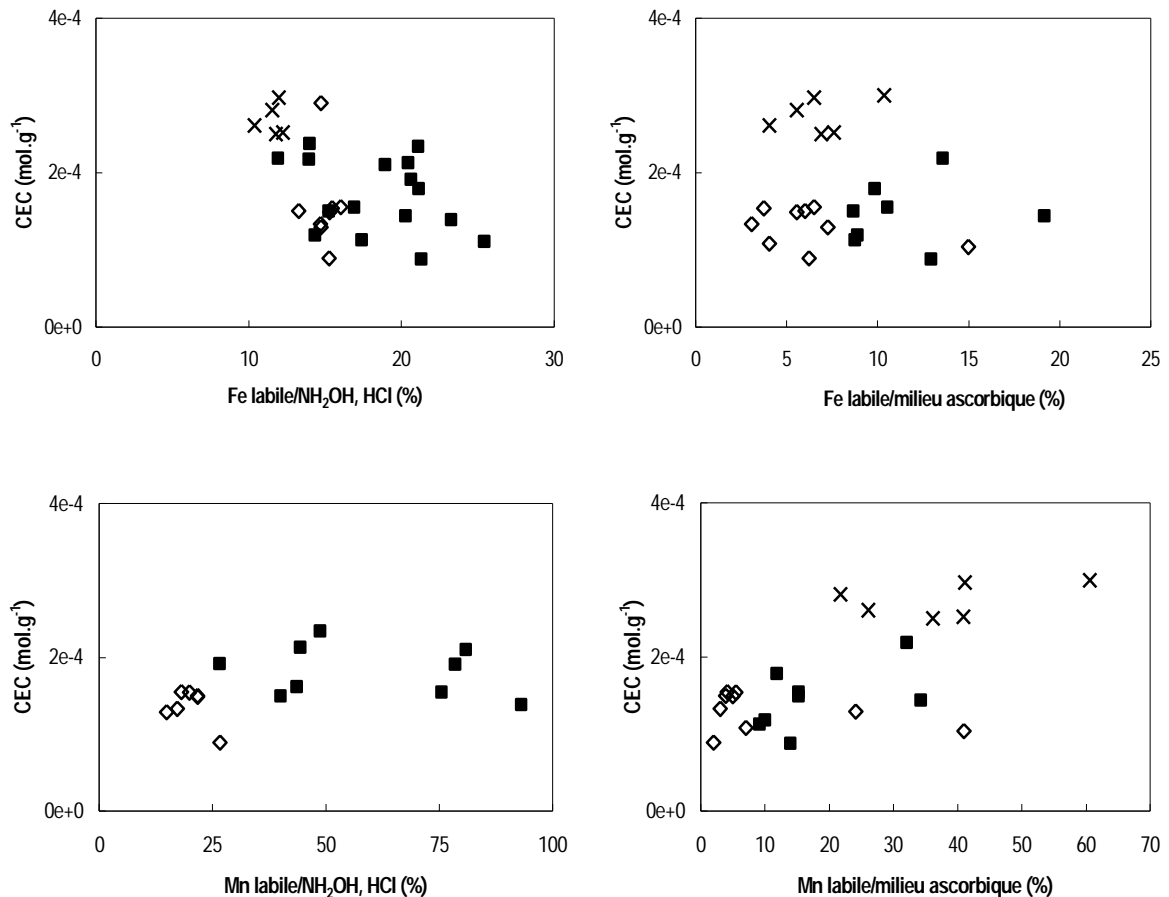 4e-4
2e-4
0e+0
CEC (mol.g-1)
0 10 20 30
Fe labile/NH2OH, HCl (%)
4e-4
2e-4
0e+0
CEC (mol.g-1)
0 5 10 15 20 25
Fe labile/milieu ascorbique (%)
4e-4
2e-4
0e+0
CEC (mol.g-1)
0 25 50 75 100
Mn labile/NH2OH, HCl (%)
4e-4
2e-4
0e+0
CEC (mol.g-1)
0 10 20 30 40 50 60 70
Mn labile/milieu ascorbique (%)